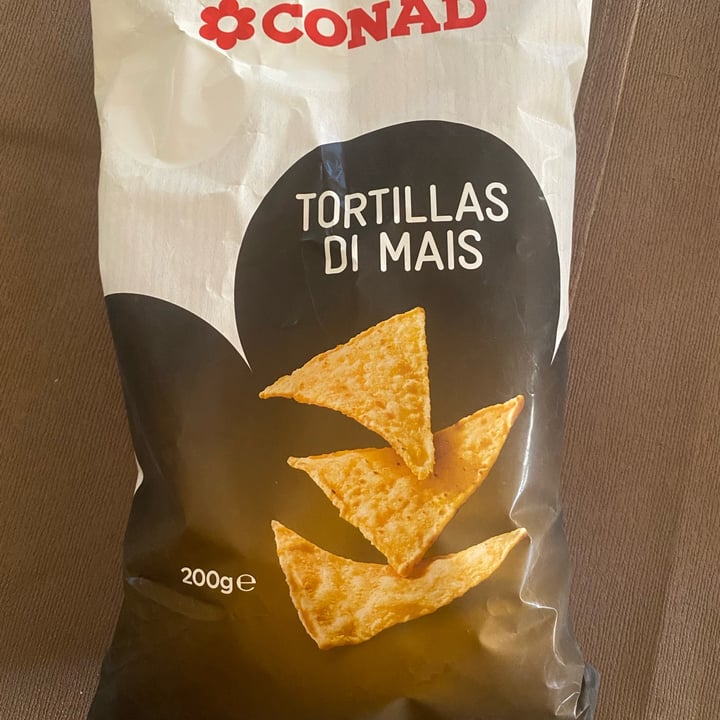 CONAD
TORTILLAS
DI MAIS
200g℮